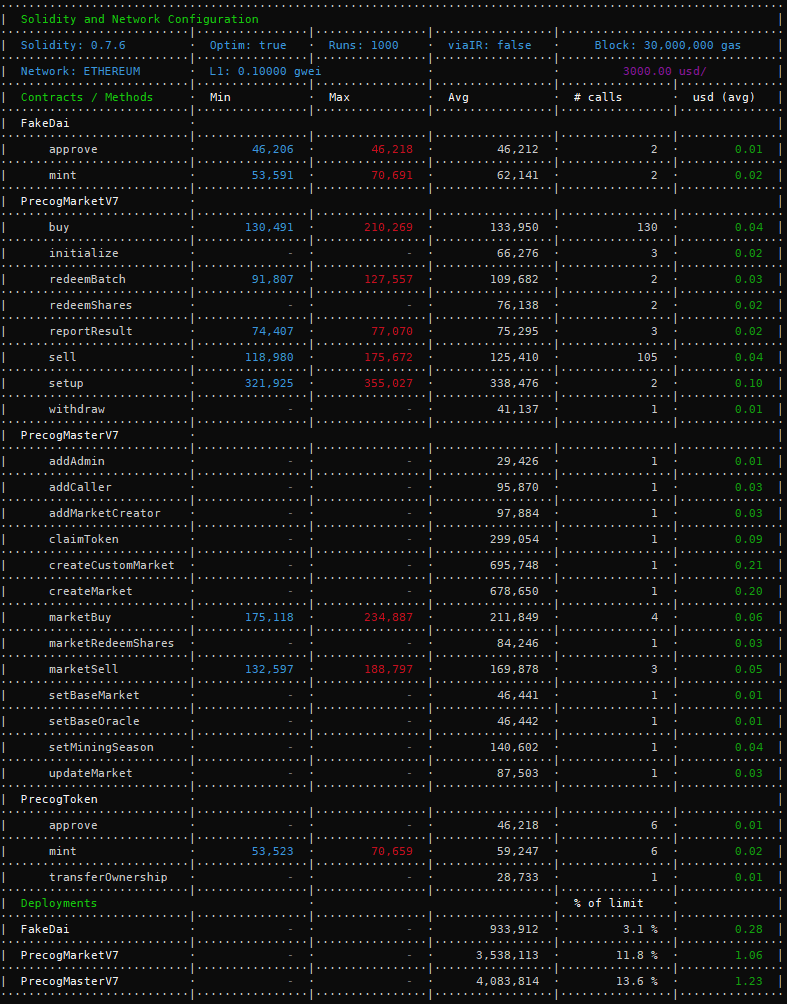 Solidity and Network Configuration
Solidity: 0.7.6 · Optim: true · Runs: 1000 · viaIR: false · Block: 30,000,000 gas
Network: ETHEREUM · L1: 0.10000 gwei · · 3000.00 usd/
Contracts / Methods · Min · Max · Avg · # calls · usd (avg)
FakeDai ·
approve · 46,206 · 46,218 · 46,212 · 2 · 0.01
mint · 53,591 · 70,691 · 62,141 · 2 · 0.02
PrecogMarketV7 ·
buy · 130,491 · 210,269 · 133,950 · 130 · 0.04
initialize · - · - · 66,276 · 3 · 0.02
redeemBatch · 91,807 · 127,557 · 109,682 · 2 · 0.03
redeemShares · - · - · 76,138 · 2 · 0.02
reportResult · 74,407 · 77,070 · 75,295 · 3 · 0.02
sell · 118,980 · 175,672 · 125,410 · 105 · 0.04
setup · 321,925 · 355,027 · 338,476 · 2 · 0.10
withdraw · - · - · 41,137 · 1 · 0.01
PrecogMasterV7 ·
addAdmin · - · - · 29,426 · 1 · 0.01
addCaller · - · - · 95,870 · 1 · 0.03
addMarketCreator · - · - · 97,884 · 1 · 0.03
claimToken · - · - · 299,054 · 1 · 0.09
createCustomMarket · - · - · 695,748 · 1 · 0.21
createMarket · - · - · 678,650 · 1 · 0.20
marketBuy · 175,118 · 234,887 · 211,849 · 4 · 0.06
marketRedeemShares · - · - · 84,246 · 1 · 0.03
marketSell · 132,597 · 188,797 · 169,878 · 3 · 0.05
setBaseMarket · - · - · 46,441 · 1 · 0.01
setBaseOracle · - · - · 46,442 · 1 · 0.01
setMiningSeason · - · - · 140,602 · 1 · 0.04
updateMarket · - · - · 87,503 · 1 · 0.03
PrecogToken ·
approve · - · - · 46,218 · 6 · 0.01
mint · 53,523 · 70,659 · 59,247 · 6 · 0.02
transferOwnership · - · - · 28,733 · 1 · 0.01
Deployments · · % of limit ·
FakeDai · - · - · 933,912 · 3.1 % · 0.28
PrecogMarketV7 · - · - · 3,538,113 · 11.8 % · 1.06
PrecogMasterV7 · - · - · 4,083,814 · 13.6 % · 1.23